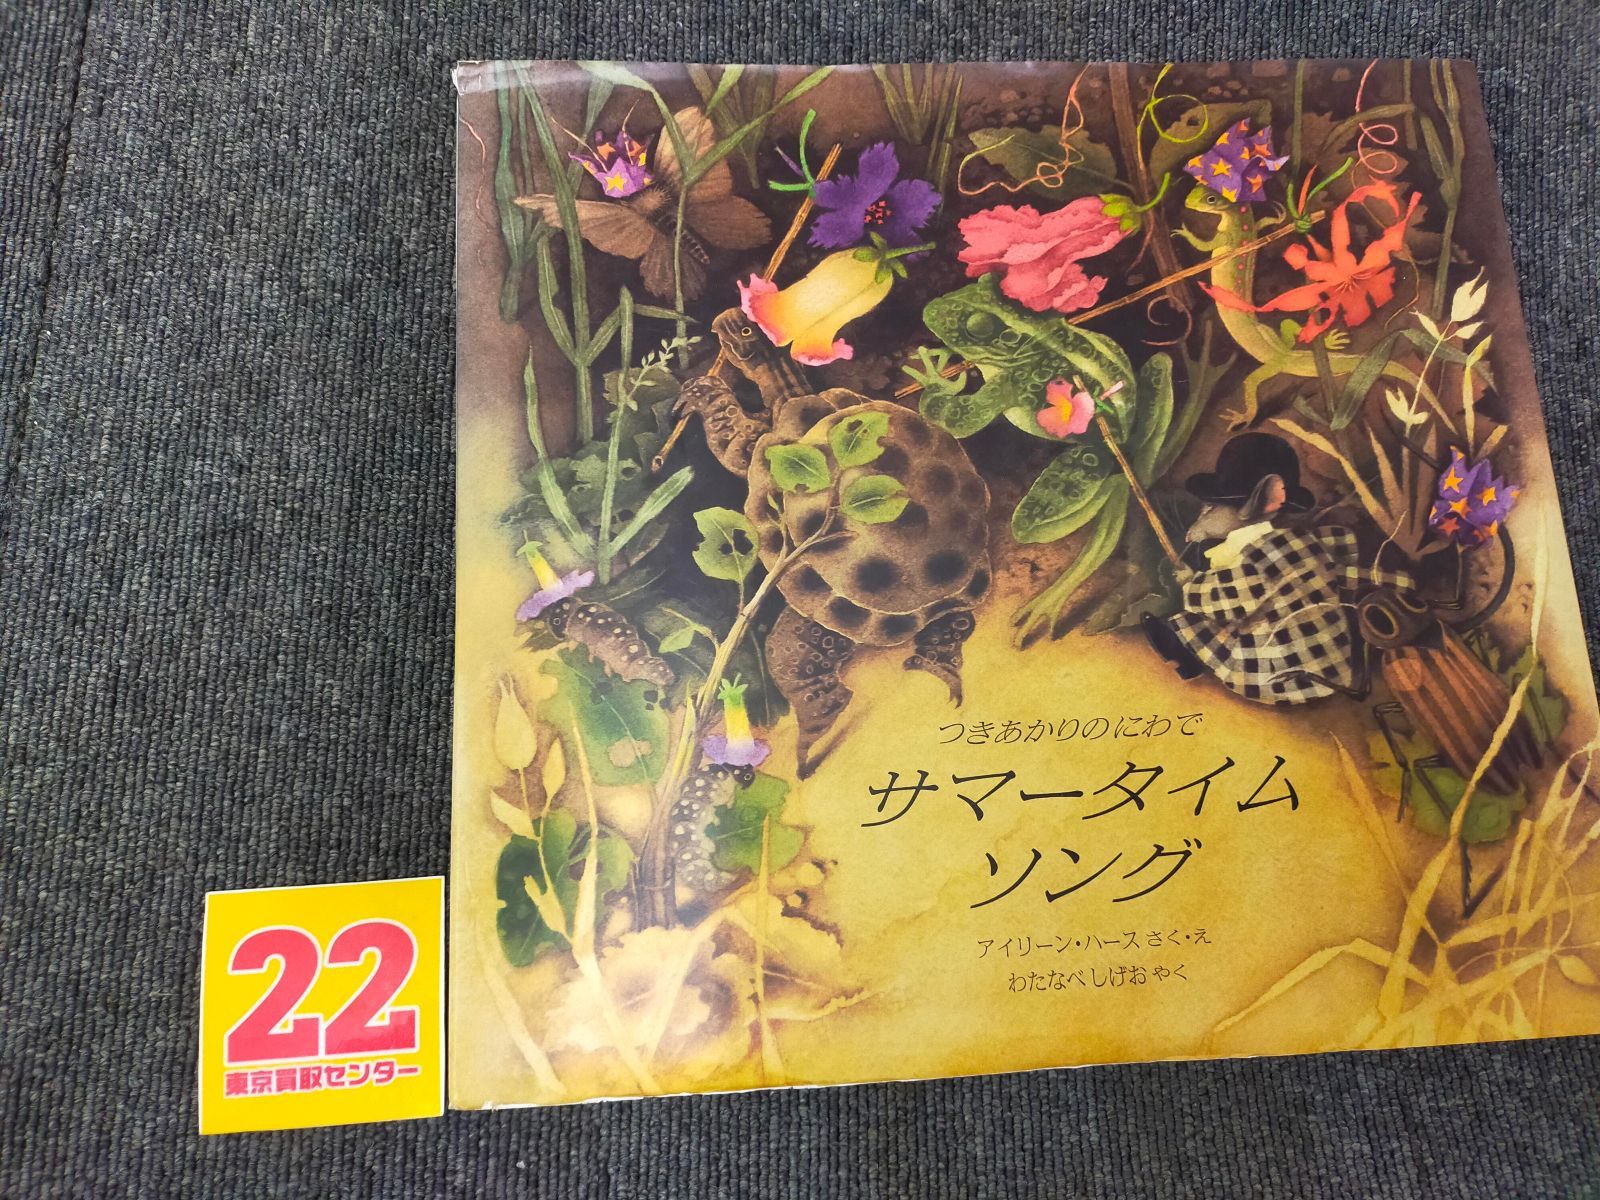 つきあかりのにわで
サマータイム
ソング
アイリーン・ハース さく・え
わたなべしげお やく
22
東京買取センター